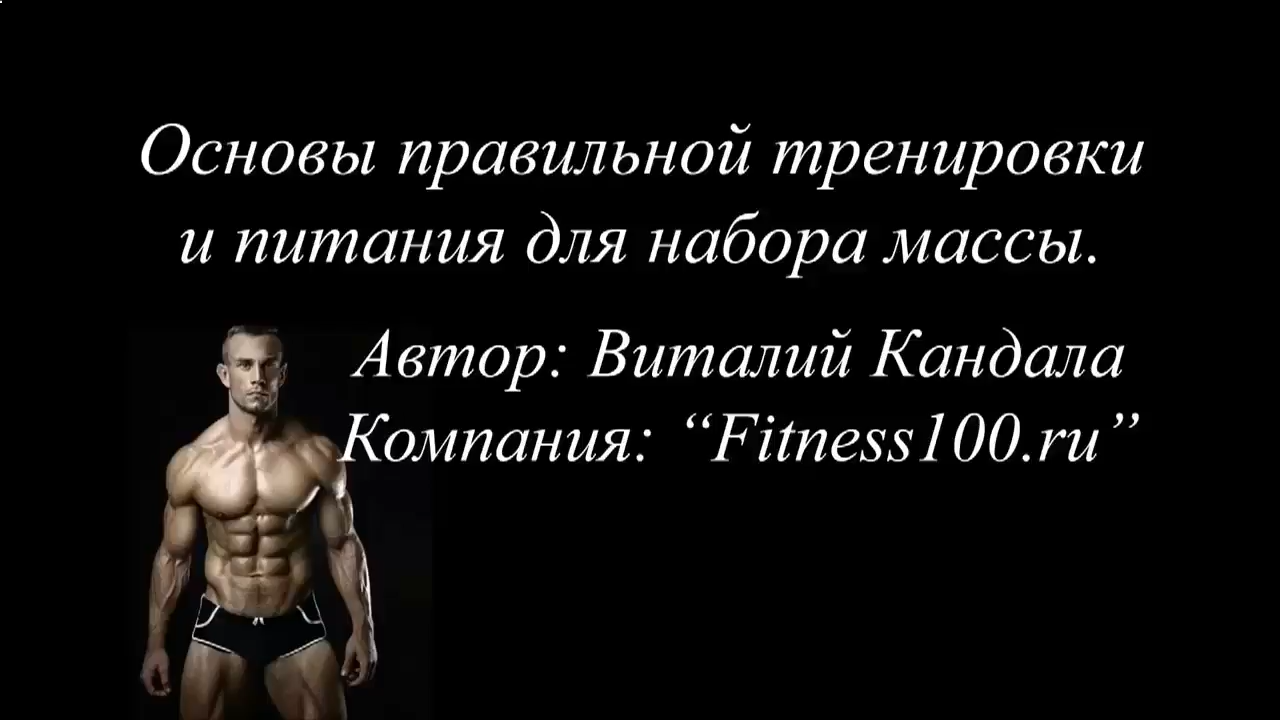 Основы правильной тренировки
и питания для набора массы.
Автор: Виталий Кандала
Компания: “Fitness100.ru”